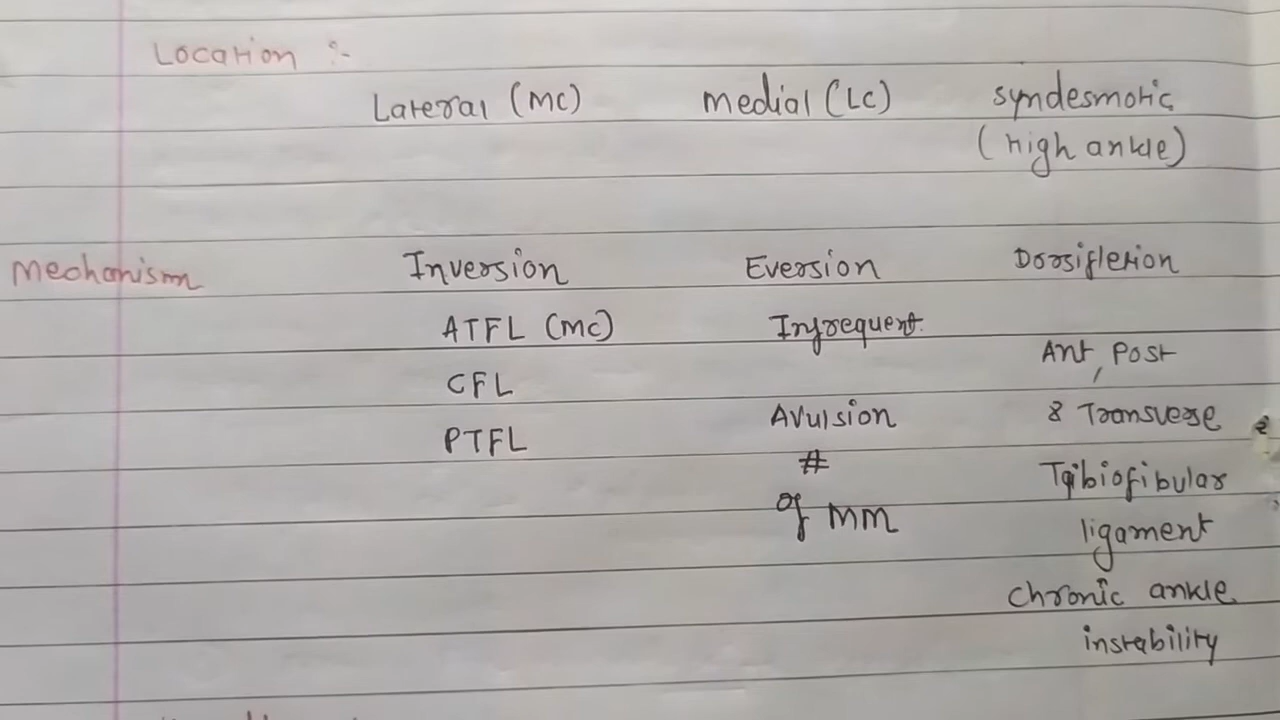 Location :-
Lateral (MC) medial (LC) syndesmotic
(high ankle)
Mechanism Inversion Eversion Dorsiflexion
ATFL (MC) Infrequent
Ant, Post
CFL
Avulsion & Transverse
PTFL
#
Tibiofibular
of MM
ligament
chronic ankle
instability